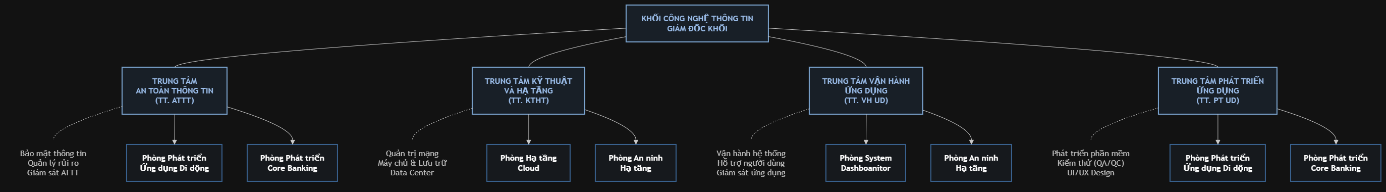 KHỐI CÔNG NGHỆ THÔNG TIN
GIÁM ĐỐC KHỐI
TRUNG TÂM
AN TOÀN THÔNG TIN
(TT. ATTT)
TRUNG TÂM KỸ THUẬT
VÀ HẠ TẦNG
(TT. KTHT)
TRUNG TÂM VẬN HÀNH
ỨNG DỤNG
(TT. VH UD)
TRUNG TÂM PHÁT TRIỂN
ỨNG DỤNG
(TT. PT UD)
Bảo mật thông tin
Quản lý rủi ro
Giám sát ATTT
Phòng Phát triển
Ứng dụng Di động
Phòng Phát triển
Core Banking
Quản trị mạng
Máy chủ & Lưu trữ
Data Center
Phòng Hạ tầng
Cloud
Phòng An ninh
Hạ tầng
Vận hành hệ thống
Hỗ trợ người dùng
Giám sát ứng dụng
Phòng System
Dashboanitor
Phòng An ninh
Hạ tầng
Phát triển phần mềm
Kiểm thử (QA/QC)
UI/UX Design
Phòng Phát triển
Ứng dụng Di động
Phòng Phát triển
Core Banking